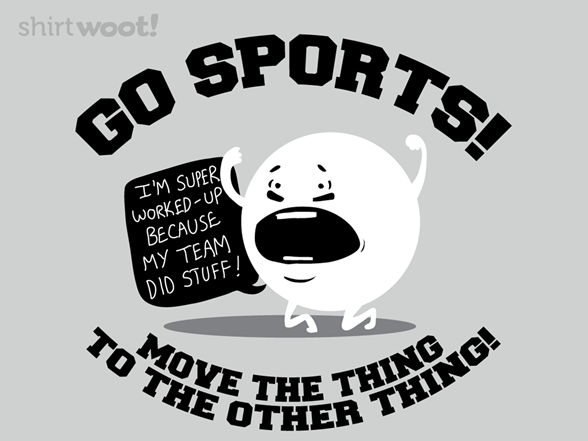 shirtwoot!
GO SPORTS!
I'M SUPER
WORKED-UP
BECAUSE
MY TEAM
DID STUFF!
MOVE THE THING
TO THE OTHER THING!